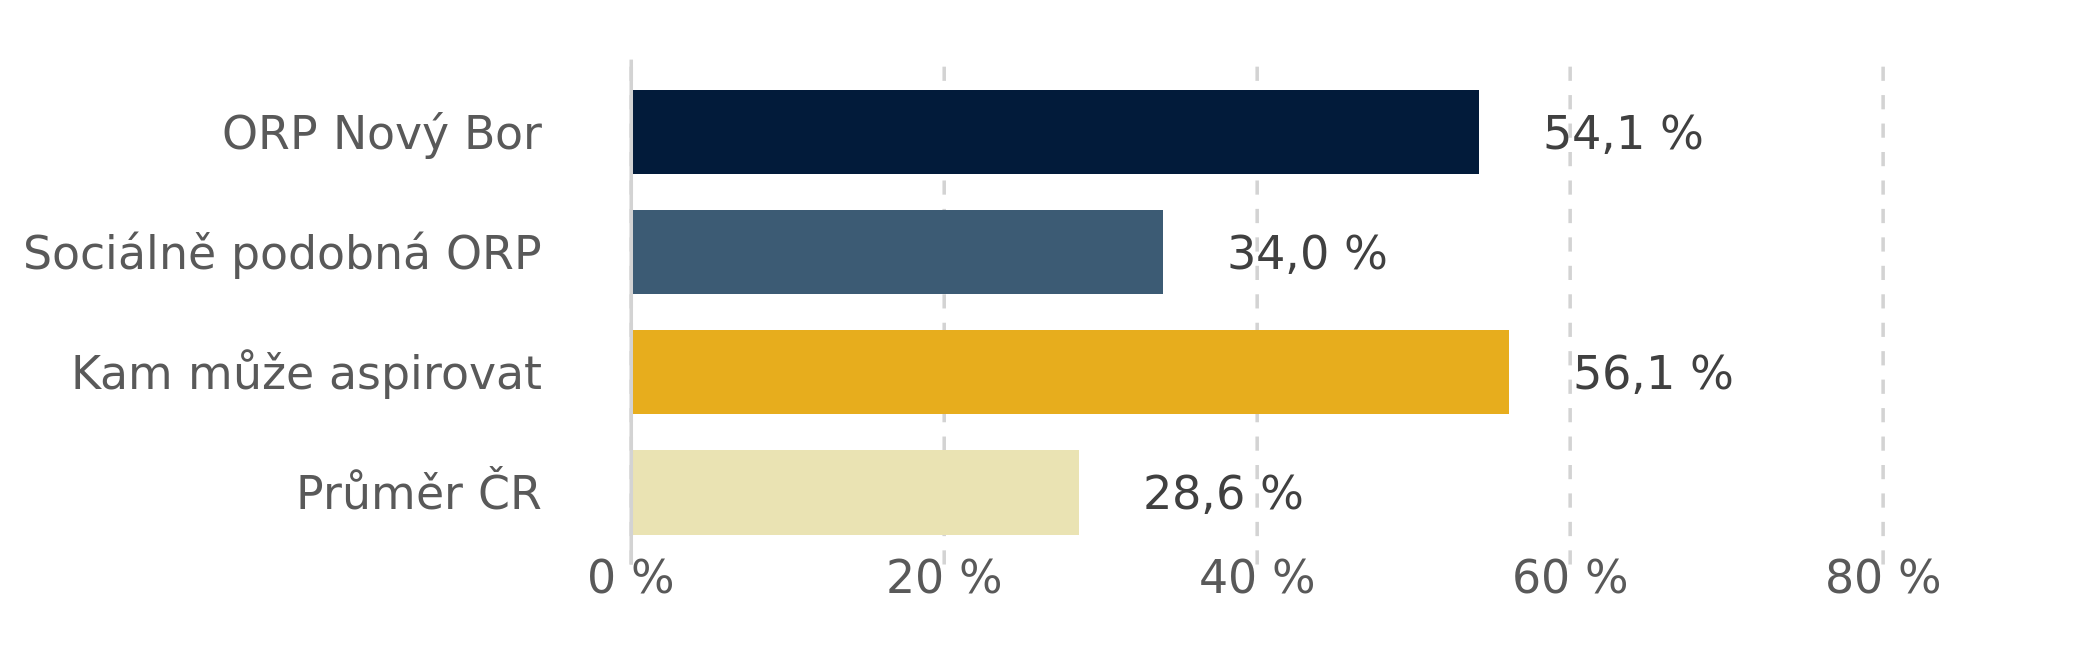 ORP Nový Bor
54,1 %
Sociálně podobná ORP
34,0 %
Kam může aspirovat
56,1 %
Průměr ČR
28,6 %
0 %
20 %
40 %
60 %
80 %